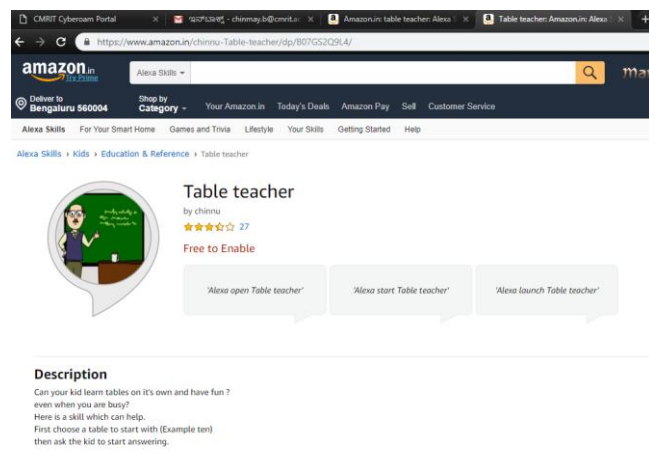 CMRIT Cyberoam Portal
ಇನ್‌ಬಾಕ್ಸ್ - chinmay.b@cmrit.ac
Amazon.in: table teacher: Alexa S
Table teacher: Amazon.in: Alexa S
https://www.amazon.in/chinnu-Table-teacher/dp/B07GS2Q9L4/
amazon.in
Try Prime
Alexa Skills
Deliver to
Bengaluru 560004
Shop by
Category
Your Amazon.in Today's Deals Amazon Pay Sell Customer Service
Alexa Skills For Your Smart Home Games and Trivia Lifestyle Your Skills Getting Started Help
Alexa Skills › Kids › Education & Reference › Table teacher
Table teacher
by chinnu
27
Free to Enable
'Alexa open Table teacher'
'Alexa start Table teacher'
'Alexa launch Table teacher'
Description
Can your kid learn tables on it's own and have fun ?
even when you are busy?
Here is a skill which can help.
First choose a table to start with (Example ten)
then ask the kid to start answering.